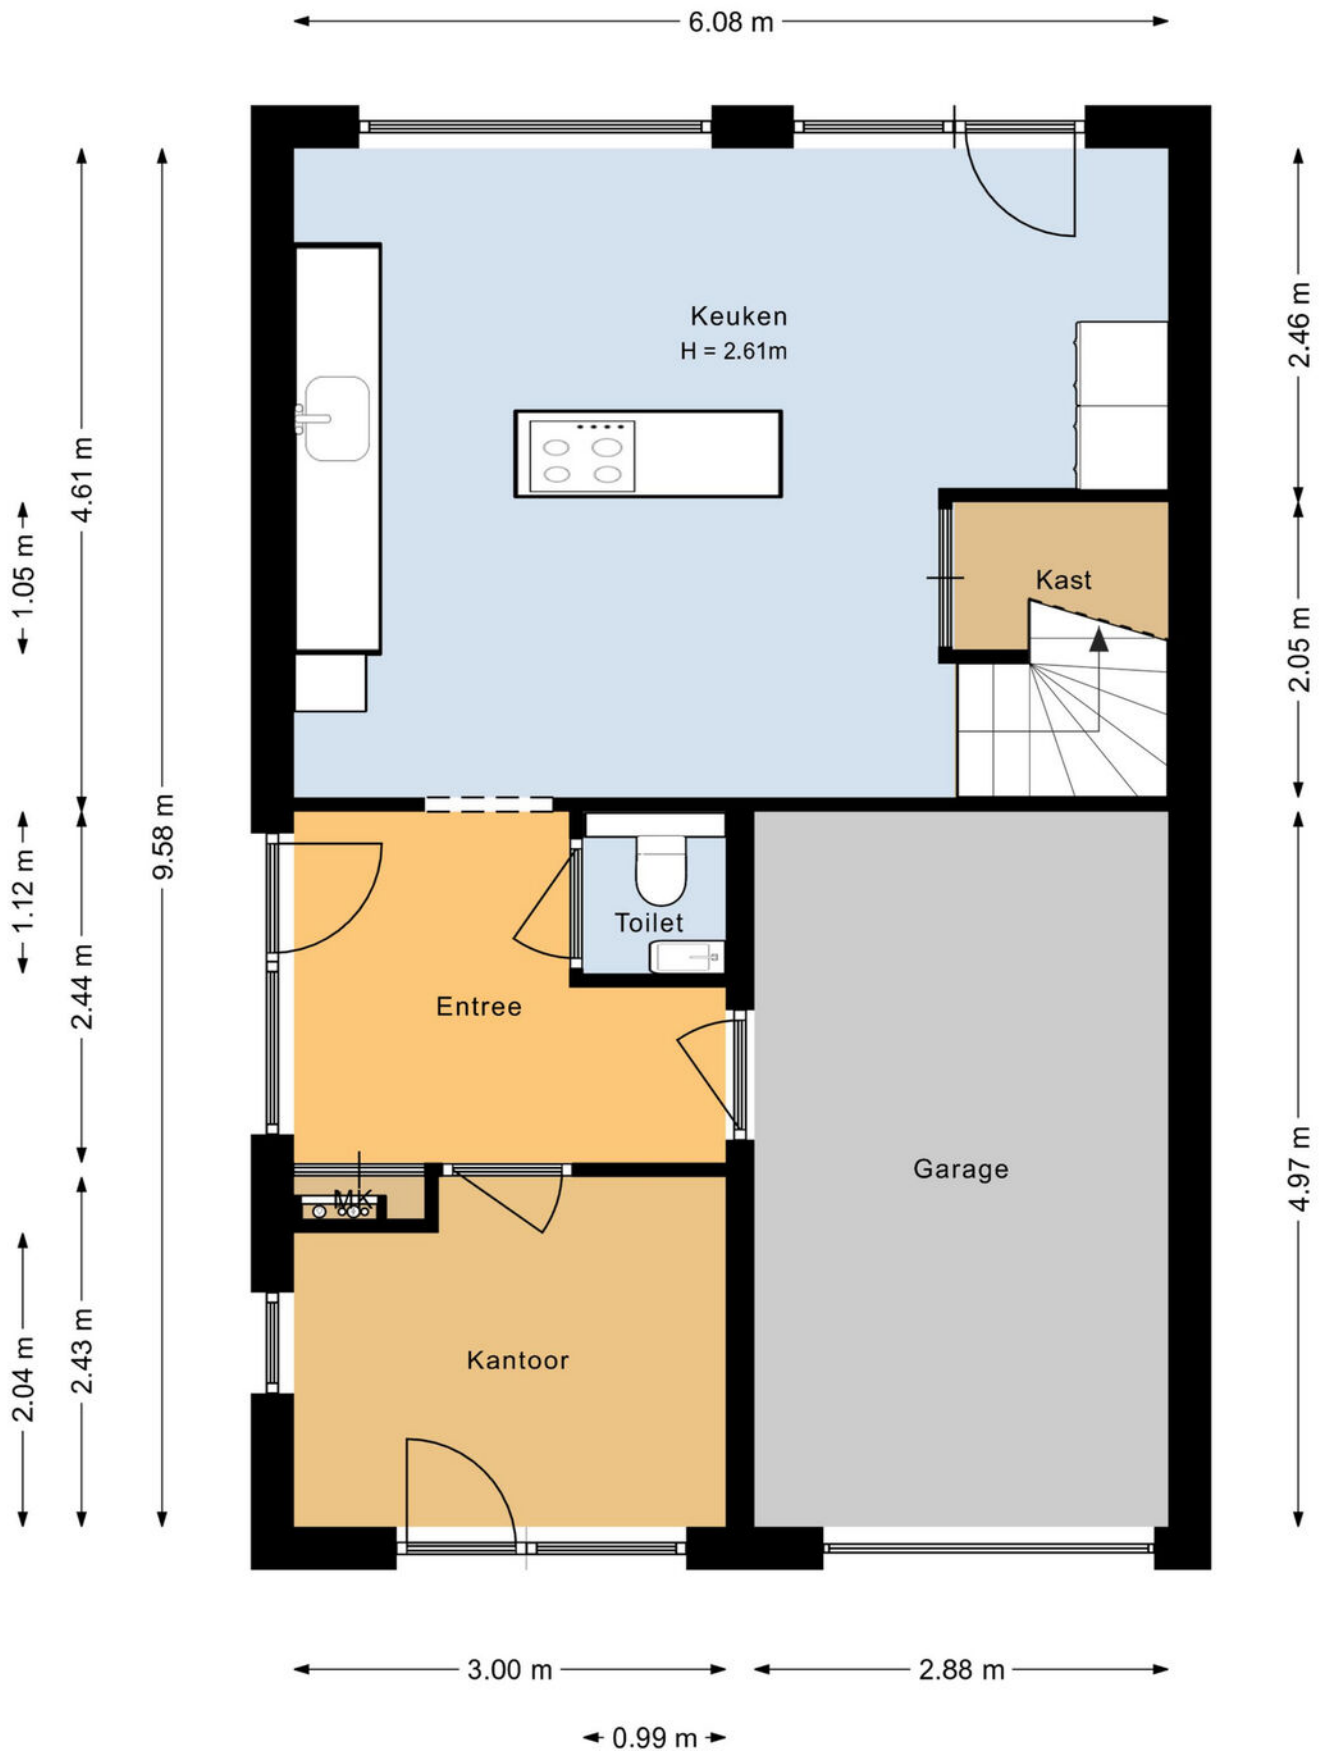 6.08 m
Keuken
H = 2.61m
2.46 m
4.61 m
1.05 m
Kast
2.05 m
9.58 m
1.12 m
Toilet
2.44 m
Entree
4.97 m
Garage
MK
2.04 m
2.43 m
Kantoor
3.00 m
2.88 m
0.99 m